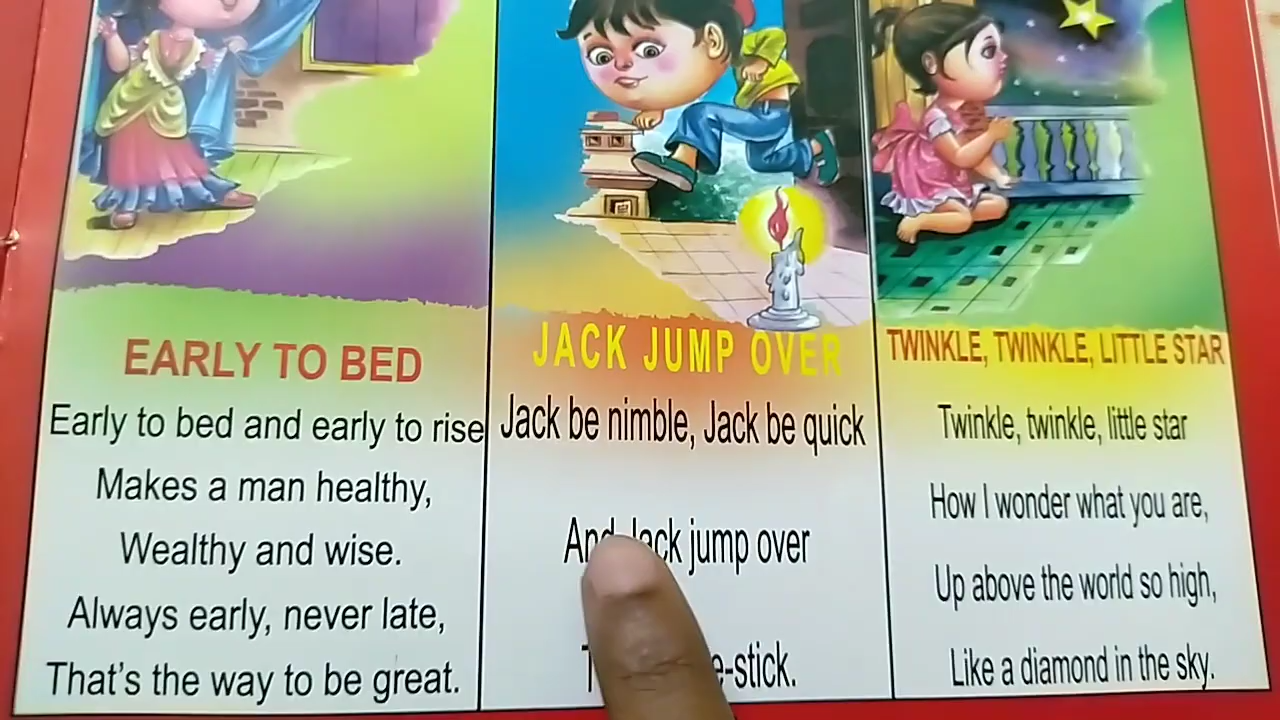 EARLY TO BED
Early to bed and early to rise
Makes a man healthy,
Wealthy and wise.
Always early, never late,
That's the way to be great.
JACK JUMP OVER
Jack be nimble, Jack be quick
And Jack jump over
-stick.
TWINKLE, TWINKLE, LITTLE STAR
Twinkle, twinkle, little star
How I wonder what you are,
Up above the world so high,
Like a diamond in the sky.